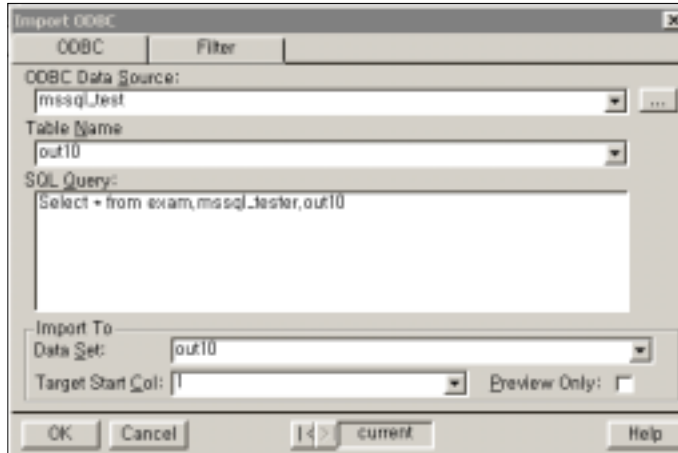 Import ODBC
ODBC Filter
ODBC Data Source:
mssql_test
...
Table Name
out10
SQL Query:
Select * from exam,mssql_tester,out10
Import To
Data Set: out10
Target Start Col: 1 Preview Only:
OK Cancel current Help